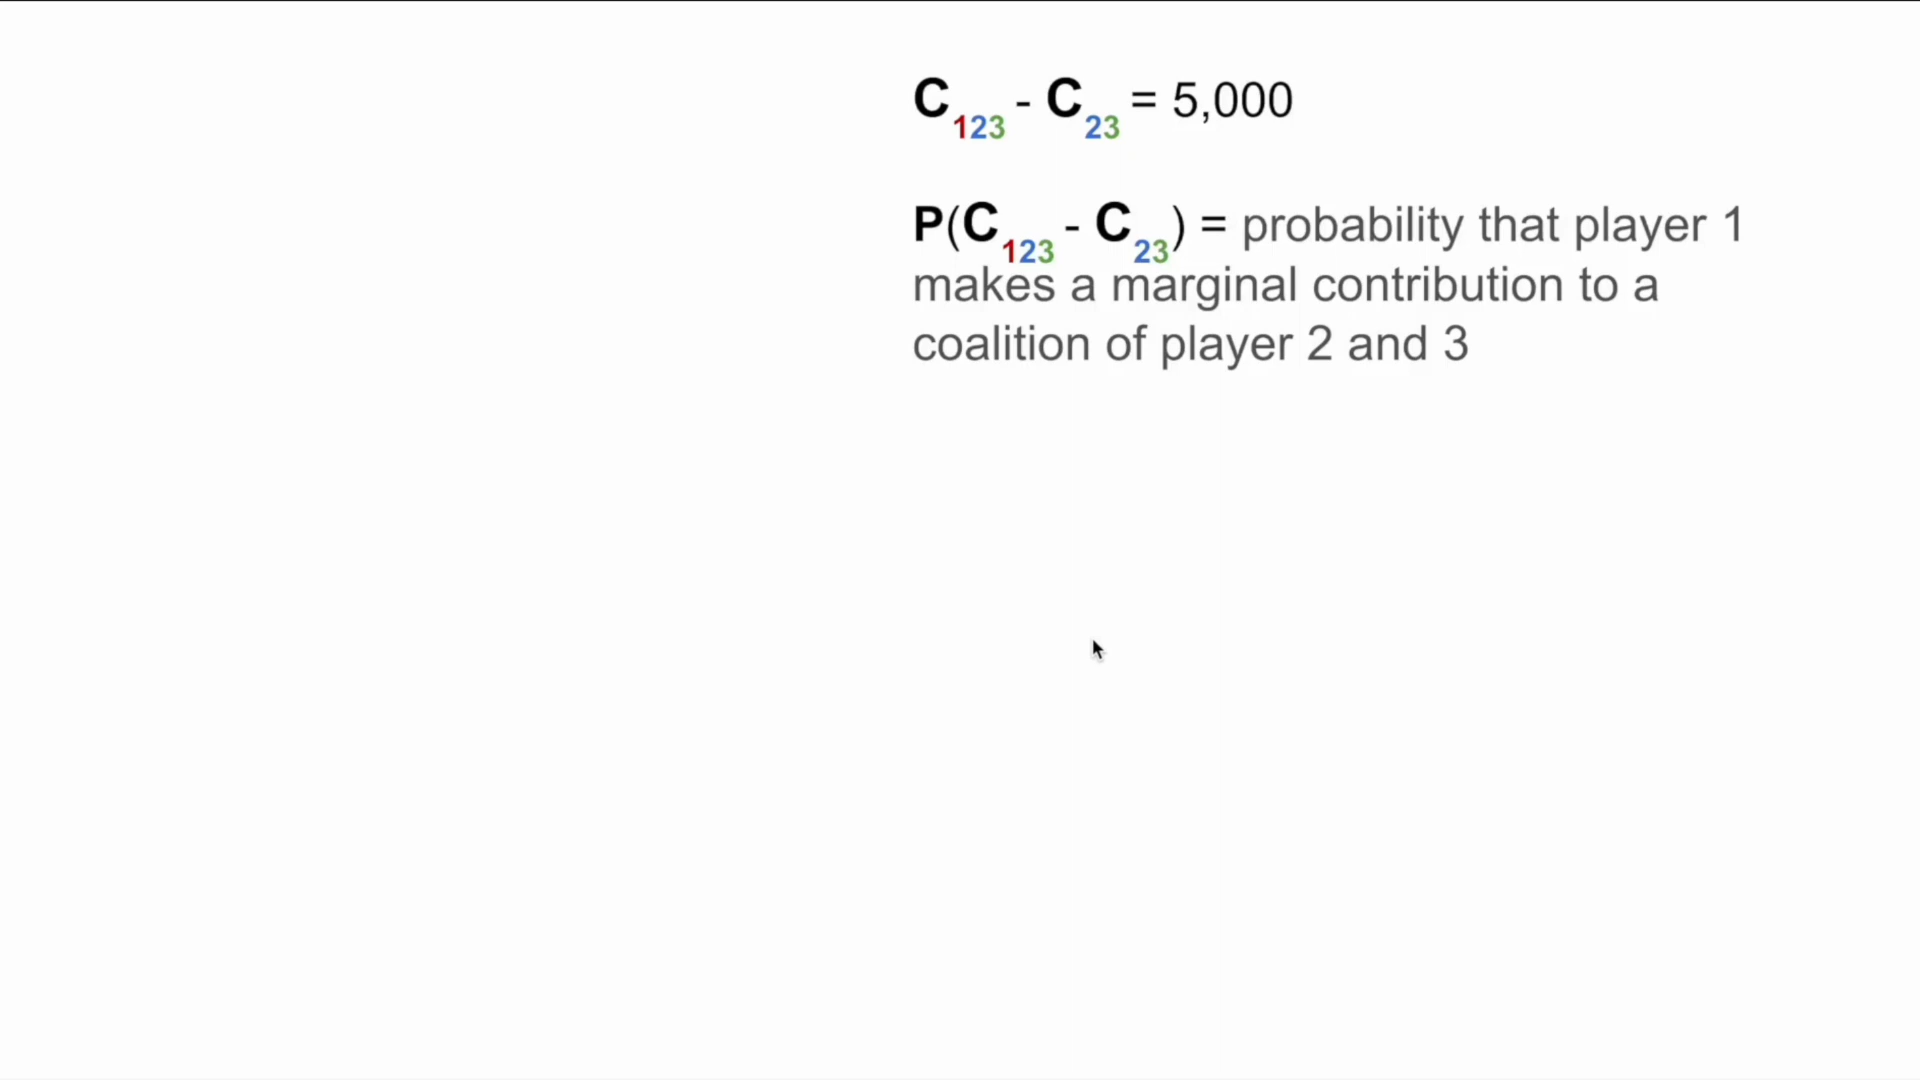 C123 - C23 = 5,000
P(C123 - C23) = probability that player 1
makes a marginal contribution to a
coalition of player 2 and 3